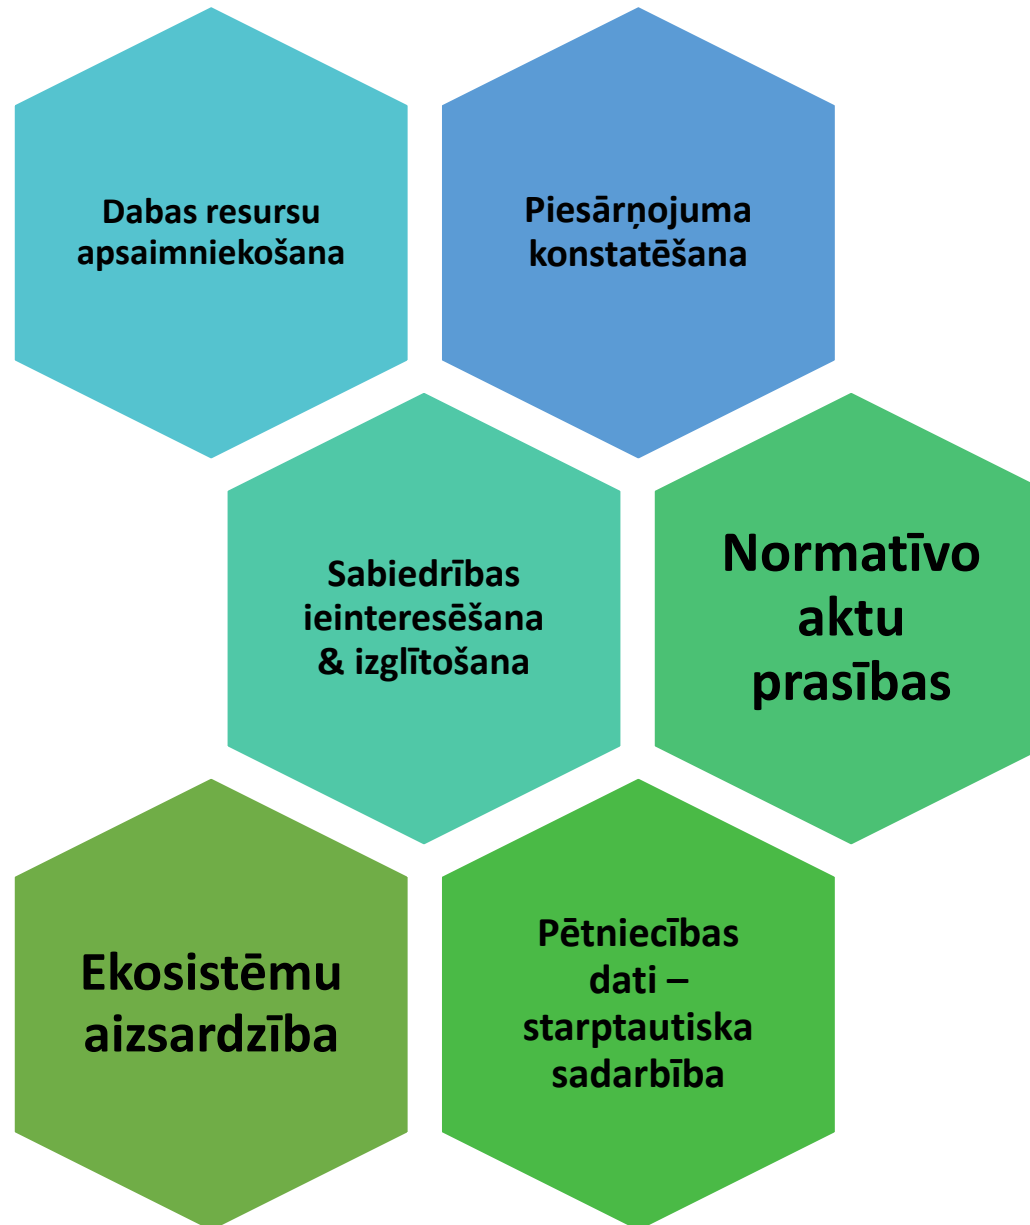 Dabas resursu
apsaimniekošana
Piesārņojuma
konstatēšana
Sabiedrības
ieinteresēšana
& izglītošana
Normatīvo
aktu
prasības
Ekosistēmu
aizsardzība
Pētniecības
dati –
starptautiska
sadarbība